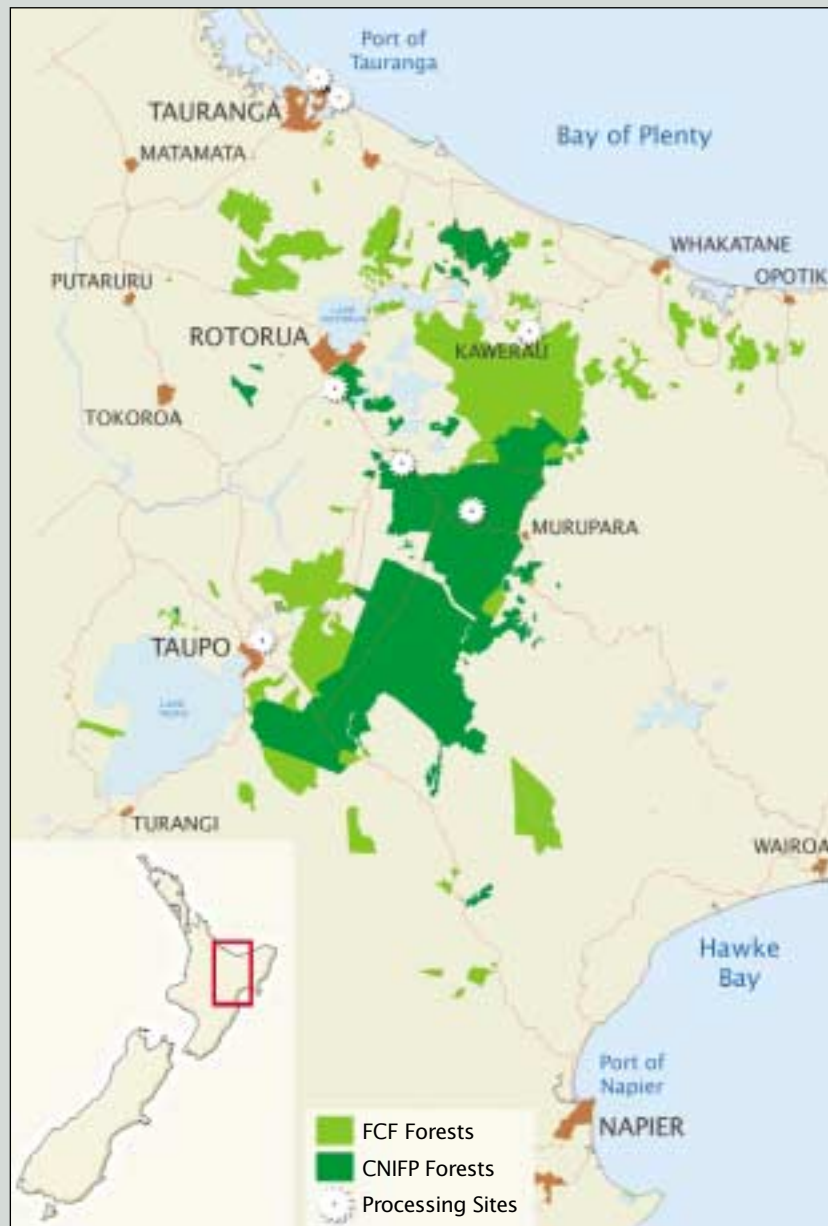 Port of
Tauranga
TAURANGA
Bay of Plenty
MATAMATA
WHAKATANE
PUTARURU
OPOTIK
ROTORUA
KAWERAU
TOKOROA
MURUPARA
TAUPO
LAKE
TURANGI
WAIROA
Hawke
Bay
Port of
Napier
NAPIER
FCF Forests
CNIFP Forests
Processing Sites